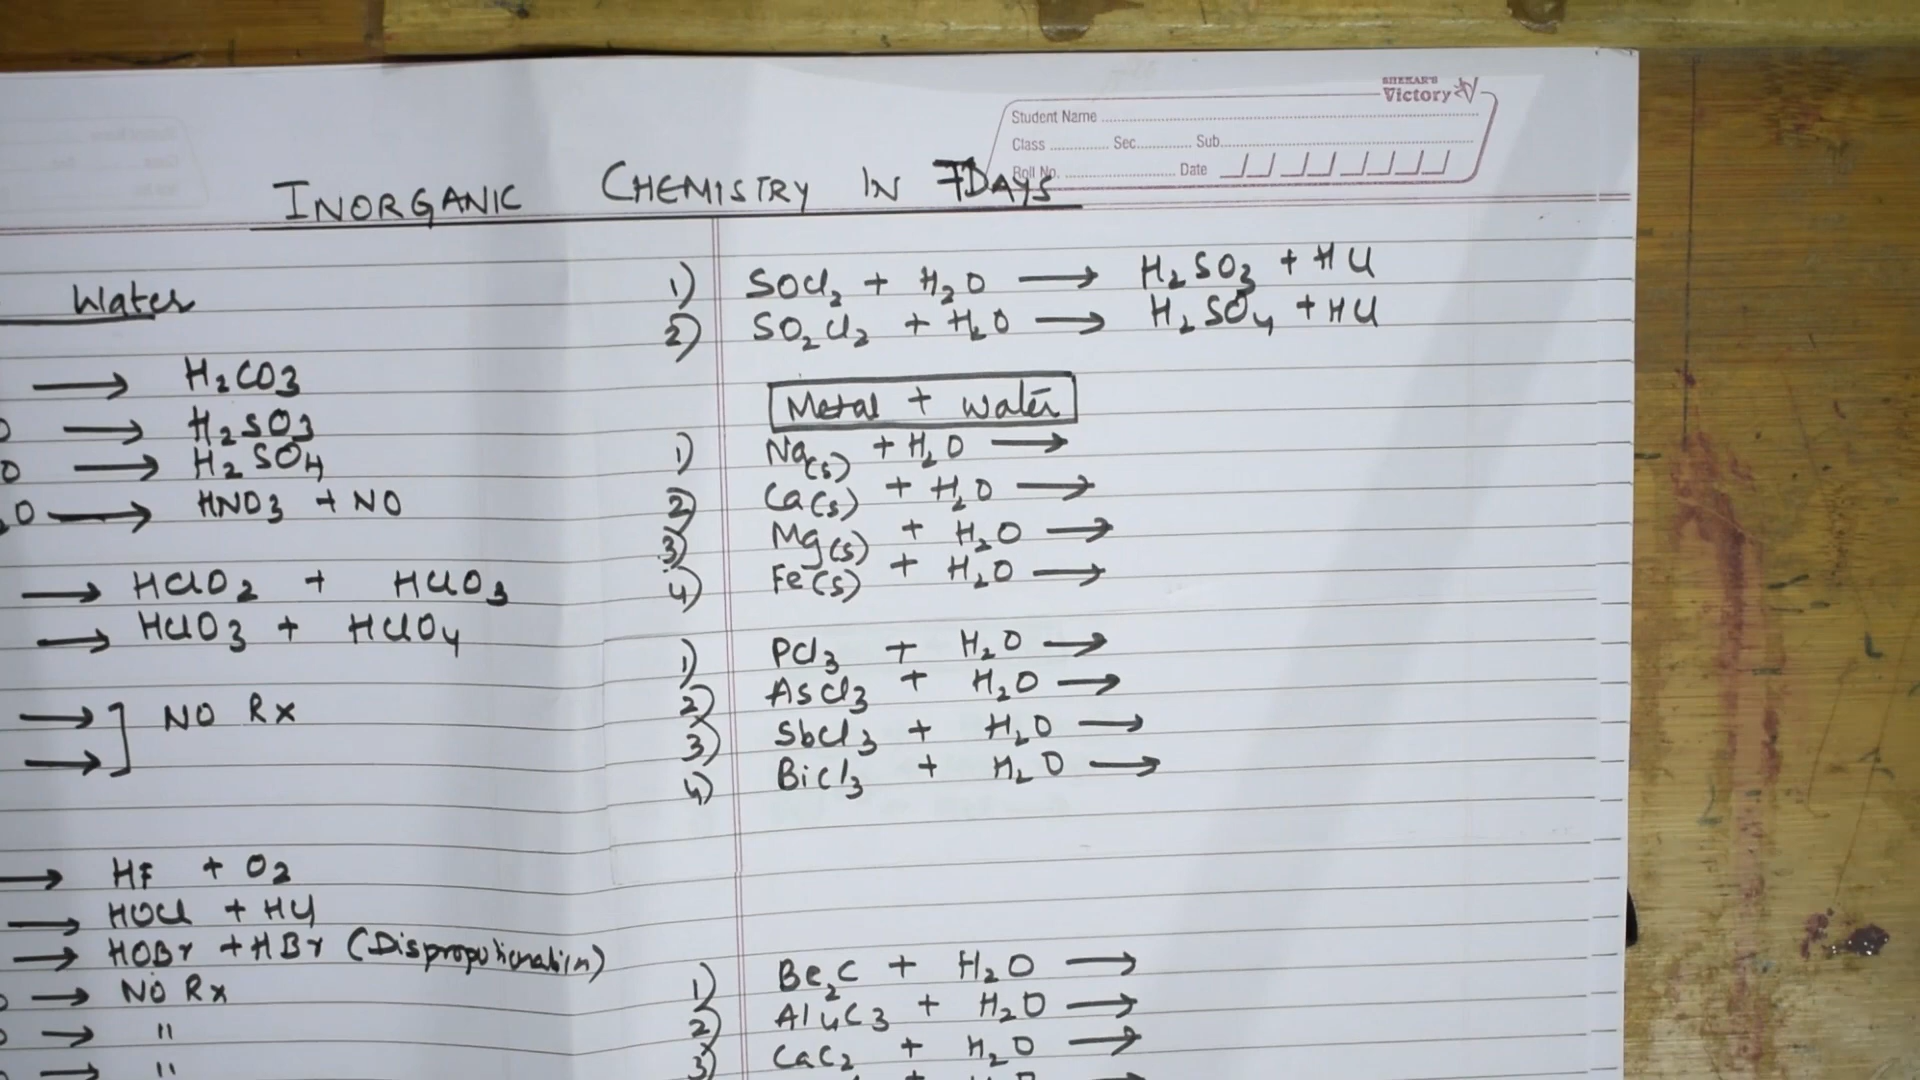 SHEKAR'S
Victory
Student Name
Class Sec. Sub.
Roll No. Date
INORGANIC CHEMISTRY IN 7DAYS
Water
→ H2CO3
O → H2SO3
O → H2SO4
2O → HNO3 + NO
→ HClO2 + HClO3
→ HClO3 + HClO4
→ ] NO Rx
→
→ HF + O2
→ HOCl + HCl
→ HOBr + HBr (Disproportionation)
O → NO Rx
O → "
O → "
1) SOCl2 + H2O → H2SO3 + HCl
2) SO2Cl2 + H2O → H2SO4 + HCl
Metal + water
1) Na(s) + H2O →
2) Ca(s) + H2O →
3) Mg(s) + H2O →
4) Fe(s) + H2O →
1) PCl3 + H2O →
2) AsCl3 + H2O →
3) SbCl3 + H2O →
4) BiCl3 + H2O →
1) Be2C + H2O →
2) Al4C3 + H2O →
3) CaC2 + H2O →